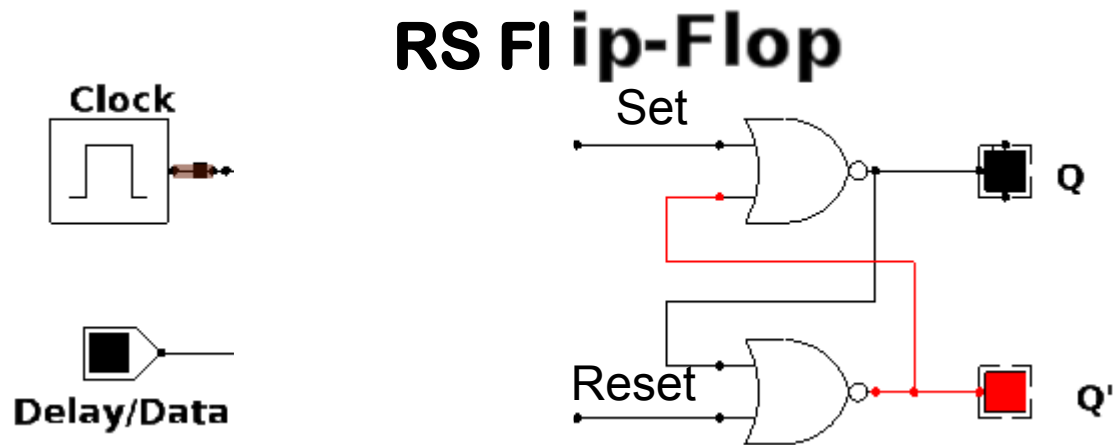 RS Flip-Flop
Clock
Set
Q
Delay/Data
Reset
Q'